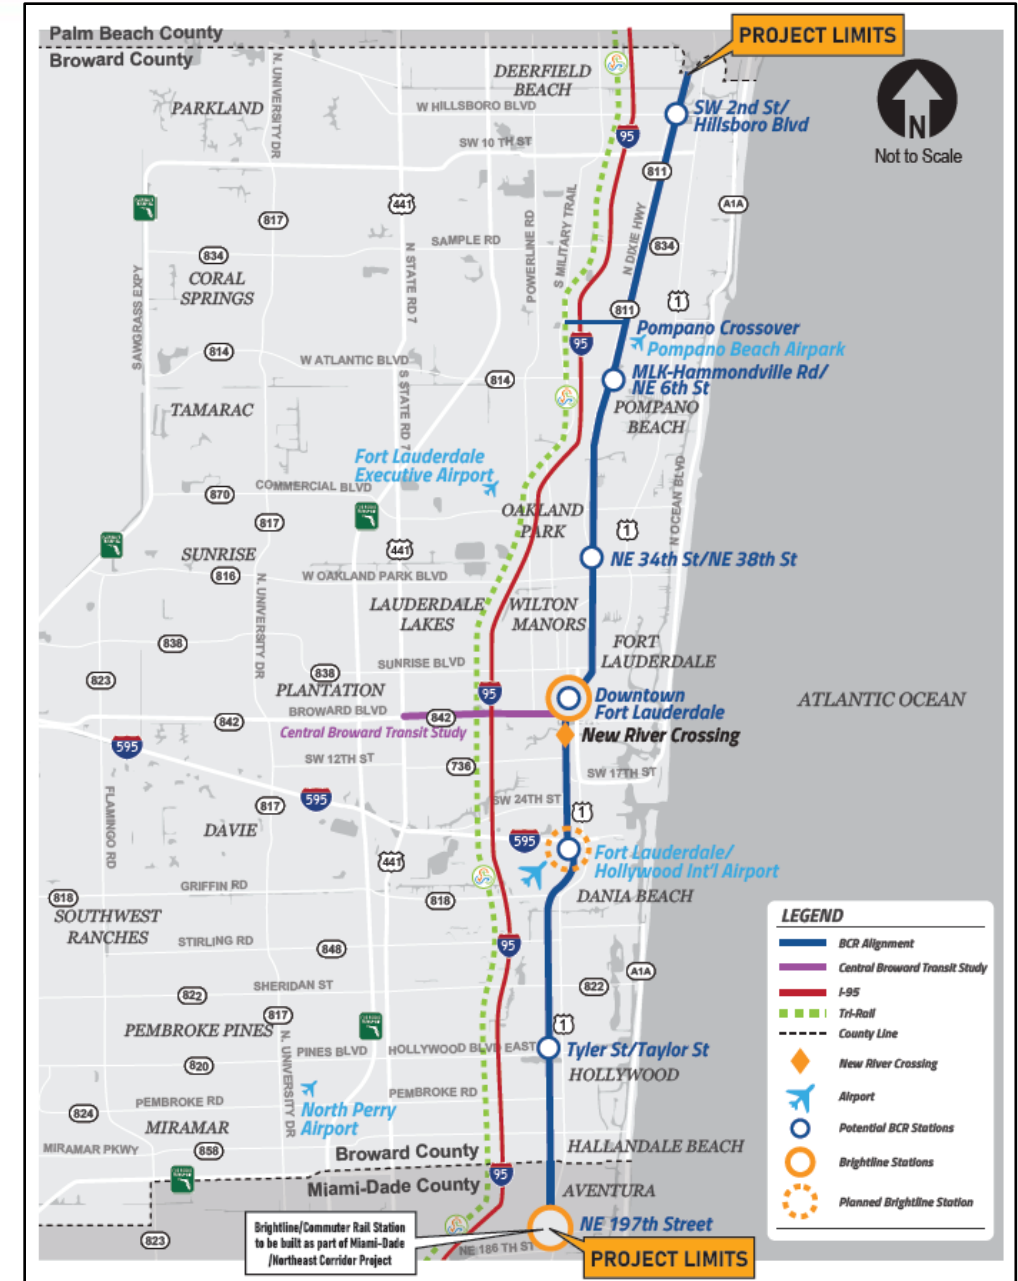 Palm Beach County
Broward County
PROJECT LIMITS
N
Not to Scale
DEERFIELD
BEACH
PARKLAND
N. UNIVERSITY DR
W HILLSBORO BLVD
SW 10 TH ST
95
SW 2nd St/
Hillsboro Blvd
811
A1A
441
817
834
SAMPLE RD
POWERLINE RD
S MILITARY TRAIL
N DIXIE HWY
834
CORAL
SPRINGS
N STATE RD 7
SAWGRASS EXPY
1
811
Pompano Crossover
Pompano Beach Airpark
95
814
W ATLANTIC BLVD
814
S STATE RD 7
MLK-Hammondville Rd/
NE 6th St
POMPANO
BEACH
TAMARAC
Fort Lauderdale
Executive Airport
870
COMMERCIAL BLVD
817
N OCEAN BLVD
OAKLAND
PARK
1
441
SUNRISE
816
W OAKLAND PARK BLVD
NE 34th St/NE 38th St
N. UNIVERSITY DR
LAUDERDALE
LAKES
WILTON
MANORS
838
FORT
LAUDERDALE
823
838
SUNRISE BLVD
PLANTATION
95
Downtown
Fort Lauderdale
ATLANTIC OCEAN
842
BROWARD BLVD
842
Central Broward Transit Study
New River Crossing
595
SW 12TH ST
736
SW 17TH ST
FLAMINGO RD
817
595
SW 24TH ST
1
DAVIE
595
441
Fort Lauderdale/
Hollywood Int'l Airport
818
GRIFFIN RD
818
DANIA BEACH
SOUTHWEST
RANCHES
STIRLING RD
848
95
A1A
822
SHERIDAN ST
822
817
PEMBROKE PINES
N. UNIVERSITY DR
1
PINES BLVD
HOLLYWOOD BLVD EAST
Tyler St/Taylor St
820
HOLLYWOOD
North Perry
Airport
PEMBROKE RD
PEMBROKE RD
824
MIRAMAR
MIRAMAR PKWY
858
Broward County
HALLANDALE BEACH
Miami-Dade County
95
AVENTURA
823
Brightline/Commuter Rail Station
to be built as part of Miami-Dade
/Northeast Corridor Project
NE 197th Street
NE 186 TH ST
PROJECT LIMITS
LEGEND
BCR Alignment
Central Broward Transit Study
I-95
Tri-Rail
County Line
New River Crossing
Airport
Potential BCR Stations
Brightline Stations
Planned Brightline Station